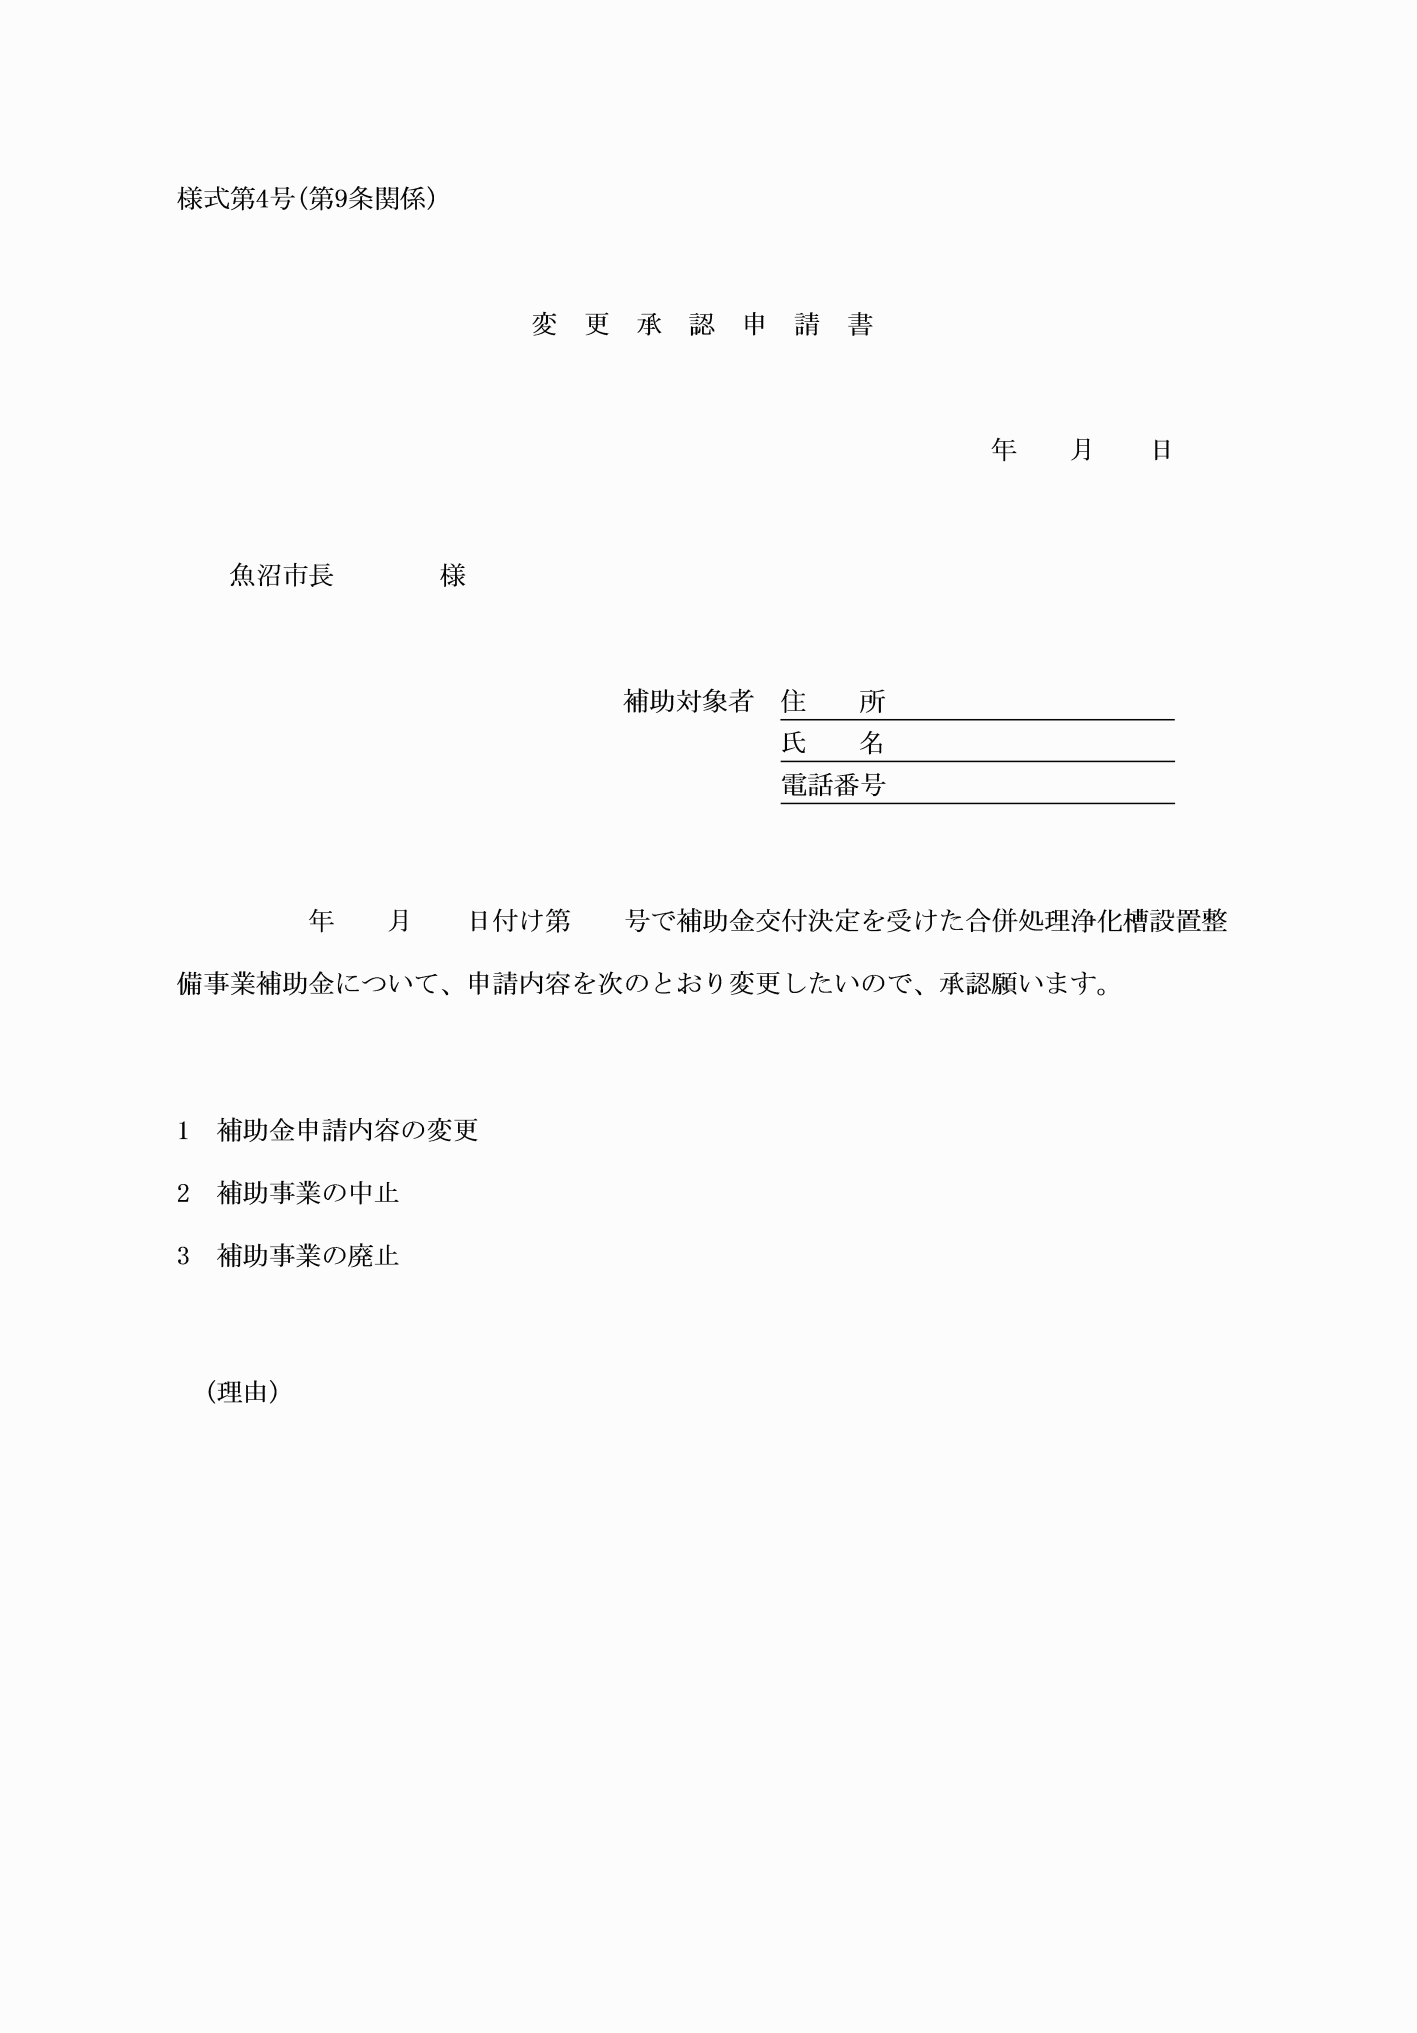 様式第4号(第9条関係)
変　更　承　認　申　請　書
年　　月　　日
魚沼市長　　　　様
補助対象者　住　　所
氏　　名
電話番号
年　　月　　日付け第　　号で補助金交付決定を受けた合併処理浄化槽設置整
備事業補助金について、申請内容を次のとおり変更したいので、承認願います。
1　補助金申請内容の変更
2　補助事業の中止
3　補助事業の廃止
(理由)